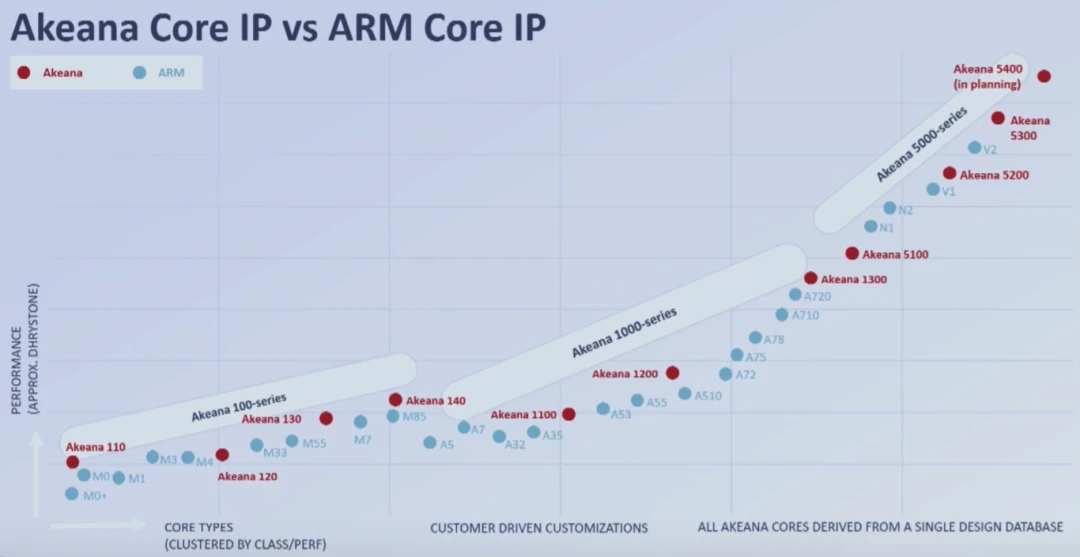 Akeana Core IP vs ARM Core IP
Akeana
ARM
PERFORMANCE
(APPROX. DHRYSTONE)
Akeana 5400
(in planning)
Akeana
5300
Akeana 5000-series
V2
Akeana 5200
V1
N2
N1
Akeana 5100
Akeana 1300
A720
A710
Akeana 1000-series
A78
A75
A72
Akeana 1200
A510
A55
A53
Akeana 1100
A35
A32
A7
A5
Akeana 100-series
Akeana 140
M85
Akeana 130
M7
M55
M33
Akeana 120
M4
M3
Akeana 110
M0
M1
M0+
CORE TYPES
(CLUSTERED BY CLASS/PERF)
CUSTOMER DRIVEN CUSTOMIZATIONS
ALL AKEANA CORES DERIVED FROM A SINGLE DESIGN DATABASE